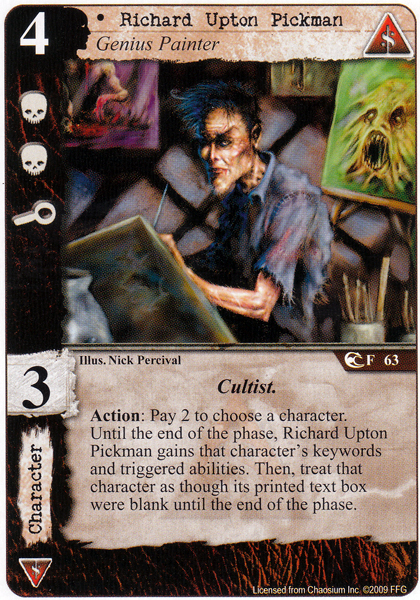 4
• Richard Upton Pickman
Genius Painter
Illus. Nick Percival
F 63
3
Cultist.
Action: Pay 2 to choose a character.
Until the end of the phase, Richard Upton
Pickman gains that character's keywords
and triggered abilities. Then, treat that
character as though its printed text box
were blank until the end of the phase.
Character
Licensed from Chaosium Inc. ©2009 FFG